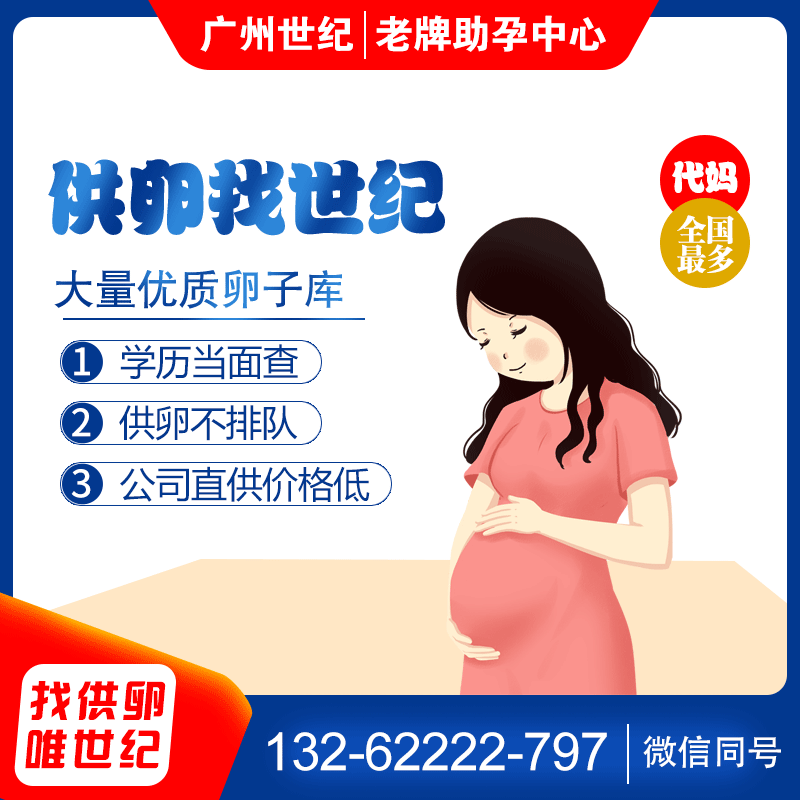 广州世纪|老牌助孕中心
供卵找世纪
代妈
全国
最多
大量优质卵子库
1 学历当面查
2 供卵不排队
3 公司直供价格低
找供卵
唯世纪
132-62222-797|微信同号